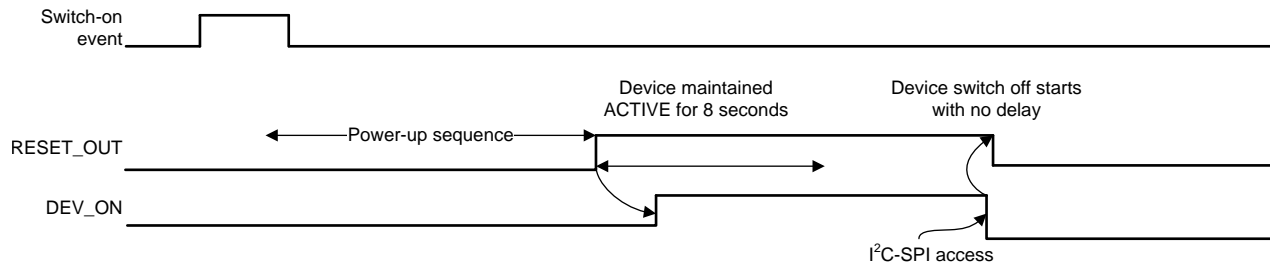 Switch-on
event
Device maintained
ACTIVE for 8 seconds
Device switch off starts
with no delay
Power-up sequence
RESET_OUT
DEV_ON
I²C-SPI access